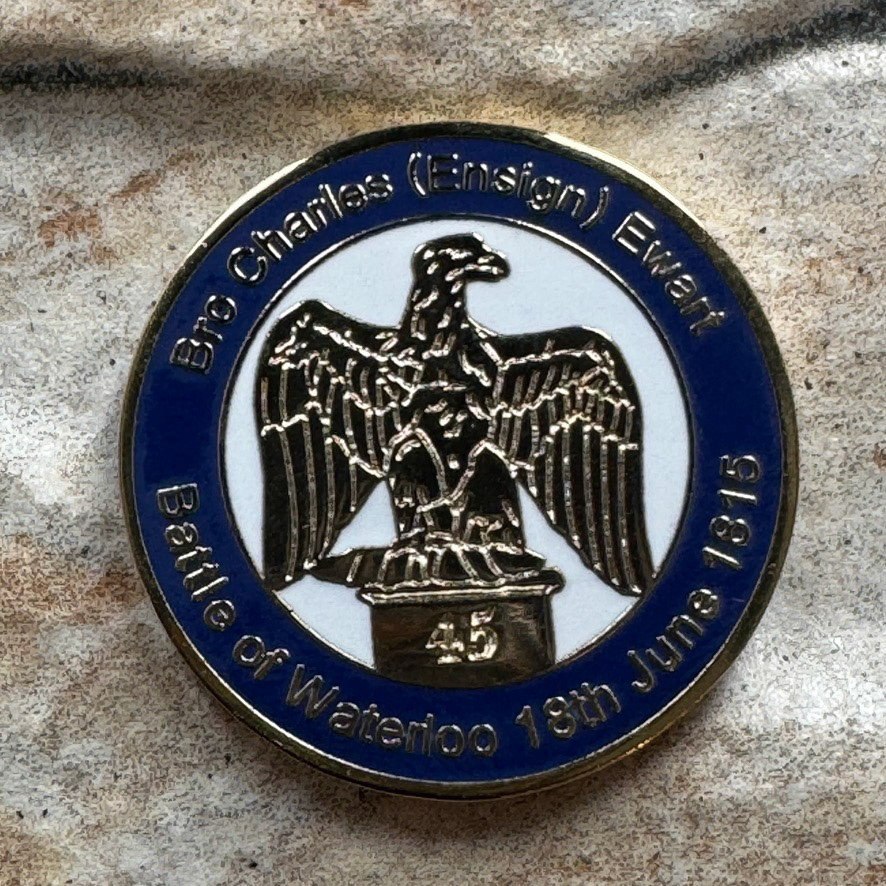 Bro Charles (Ensign) Ewart
45
Battle of Waterloo 18th June 1815